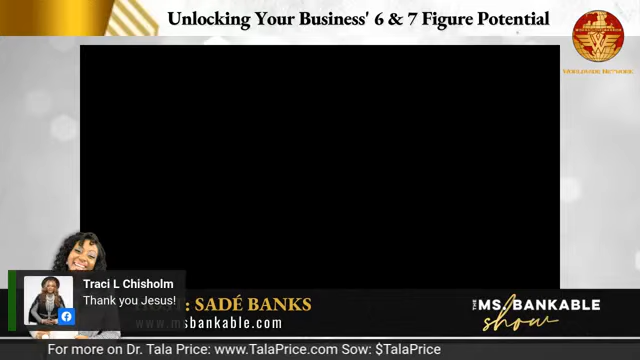 Unlocking Your Business' 6 & 7 Figure Potential
WORLDWIDE NETWORK
Traci L Chisholm
Thank you Jesus!
: SADÉ BANKS
www.msbankable.com
THE MS. BANKABLE
show
For more on Dr. Tala Price: www.TalaPrice.com Sow: $TalaPrice